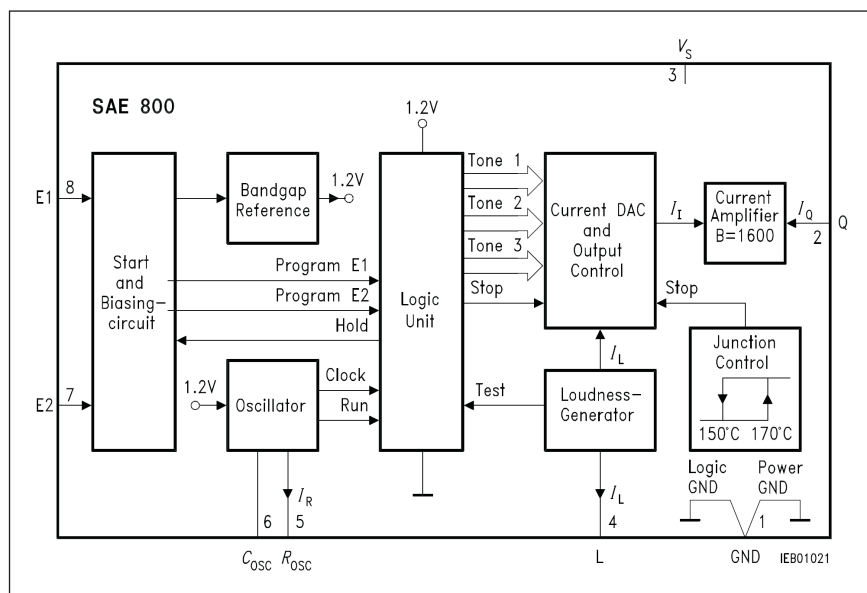 V_S
3
SAE 800
1.2V
E1
8
Start
and
Biasing-
circuit
Bandgap
Reference
1.2V
Program E1
Program E2
Hold
Logic
Unit
Tone 1
Tone 2
Tone 3
Stop
Current DAC
and
Output
Control
I_I
Current
Amplifier
B=1600
I_Q
2
Q
Stop
Junction
Control
150°C
170°C
E2
7
1.2V
Oscillator
Clock
Run
Test
I_L
Loudness-
Generator
I_L
I_R
6
5
4
Logic
GND
Power
GND
1
C_OSC
R_OSC
L
GND
IEB01021